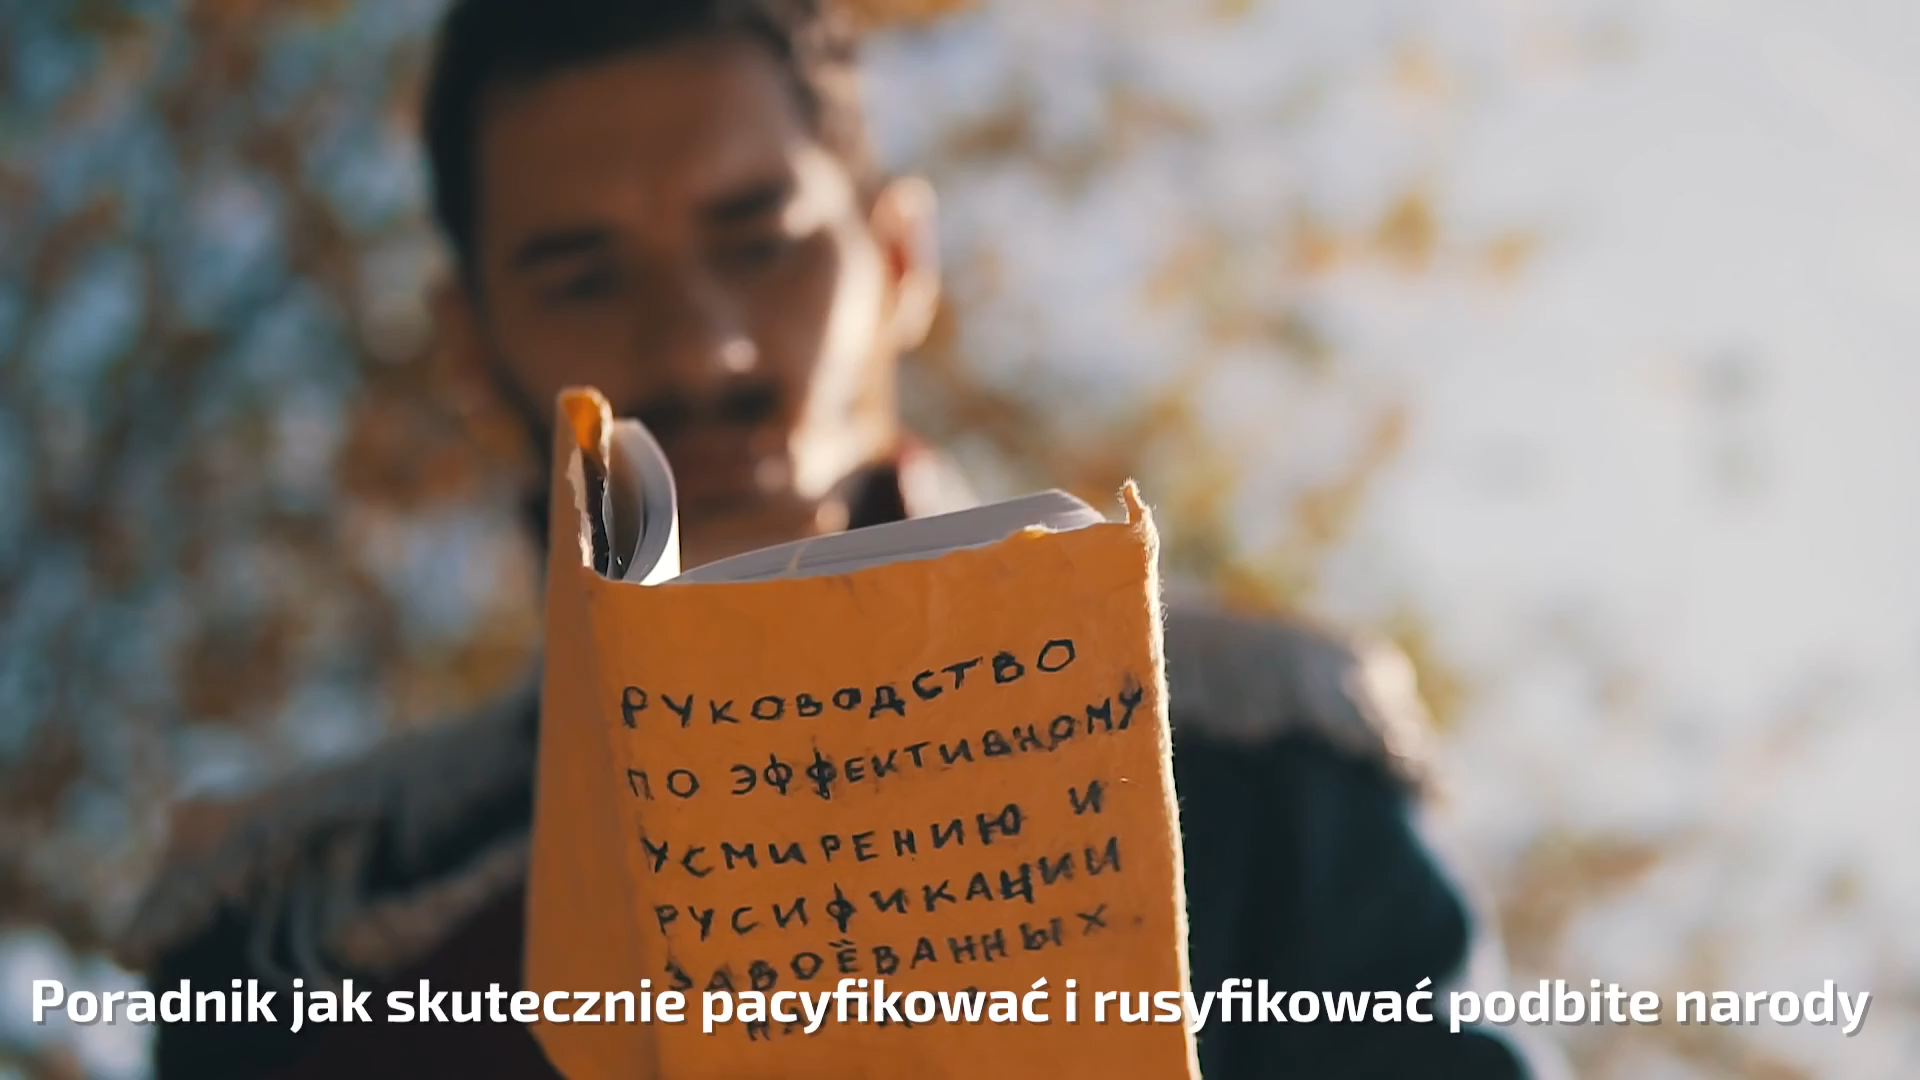 РУКОВОДСТВО
ПО ЭФФЕКТИВНОМУ
УСМИРЕНИЮ И
РУСИФИКАЦИИ
ЗАВОЁВАННЫХ
Poradnik jak skutecznie pacyfikować i rusyfikować podbite narody